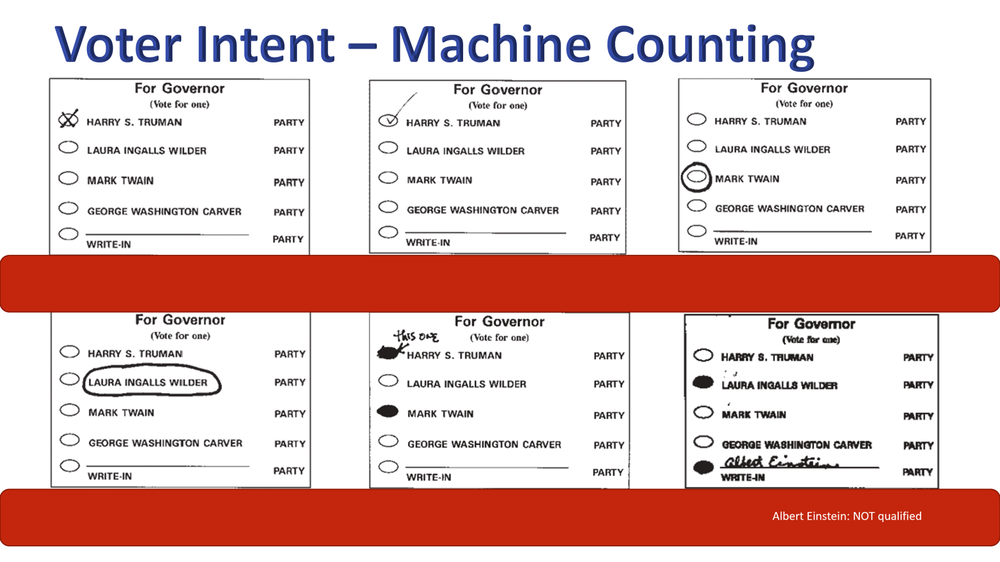 Voter Intent – Machine Counting
For Governor
(Vote for one)
HARRY S. TRUMAN PARTY
LAURA INGALLS WILDER PARTY
MARK TWAIN PARTY
GEORGE WASHINGTON CARVER PARTY
WRITE-IN PARTY
For Governor
(Vote for one)
HARRY S. TRUMAN PARTY
LAURA INGALLS WILDER PARTY
MARK TWAIN PARTY
GEORGE WASHINGTON CARVER PARTY
WRITE-IN PARTY
For Governor
(Vote for one)
HARRY S. TRUMAN PARTY
LAURA INGALLS WILDER PARTY
MARK TWAIN PARTY
GEORGE WASHINGTON CARVER PARTY
WRITE-IN PARTY
For Governor
(Vote for one)
HARRY S. TRUMAN PARTY
LAURA INGALLS WILDER PARTY
MARK TWAIN PARTY
GEORGE WASHINGTON CARVER PARTY
WRITE-IN PARTY
For Governor
(Vote for one)
this one
HARRY S. TRUMAN PARTY
LAURA INGALLS WILDER PARTY
MARK TWAIN PARTY
GEORGE WASHINGTON CARVER PARTY
WRITE-IN PARTY
For Governor
(Vote for one)
HARRY S. TRUMAN PARTY
LAURA INGALLS WILDER PARTY
MARK TWAIN PARTY
GEORGE WASHINGTON CARVER PARTY
Albert Einstein
WRITE-IN PARTY
Albert Einstein: NOT qualified